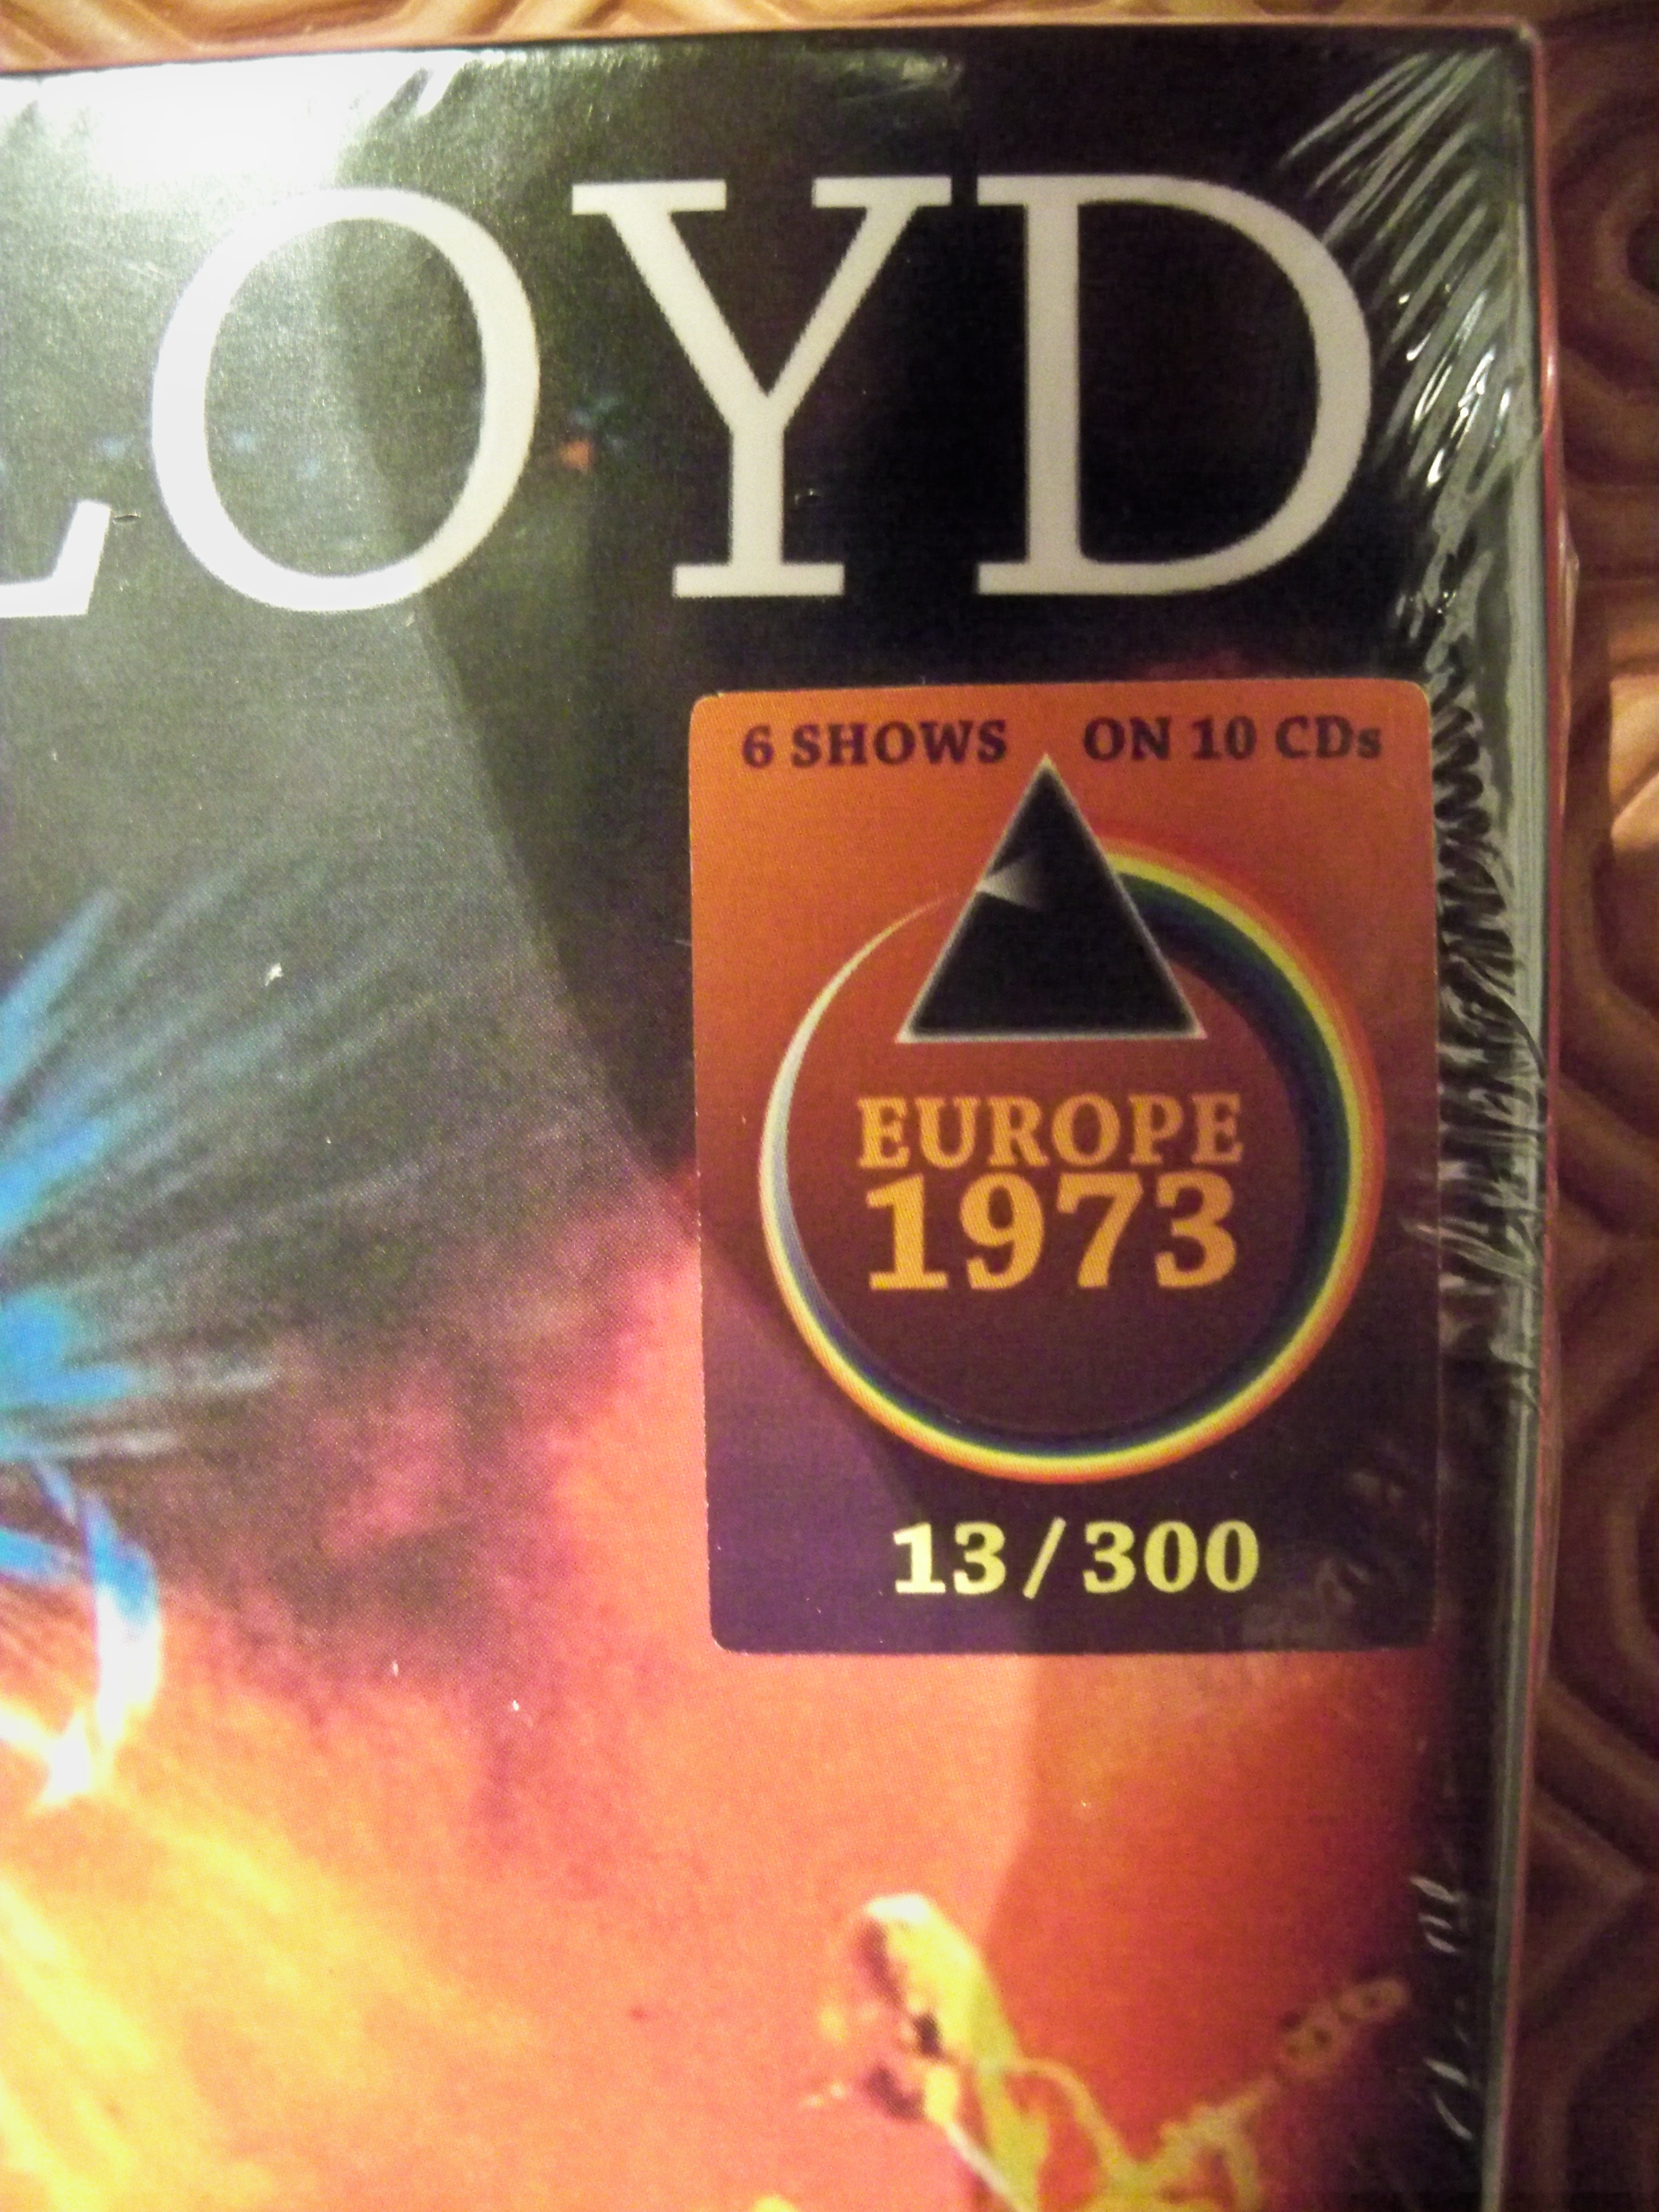 LOYD
6 SHOWS ON 10 CDs
EUROPE
1973
13/300